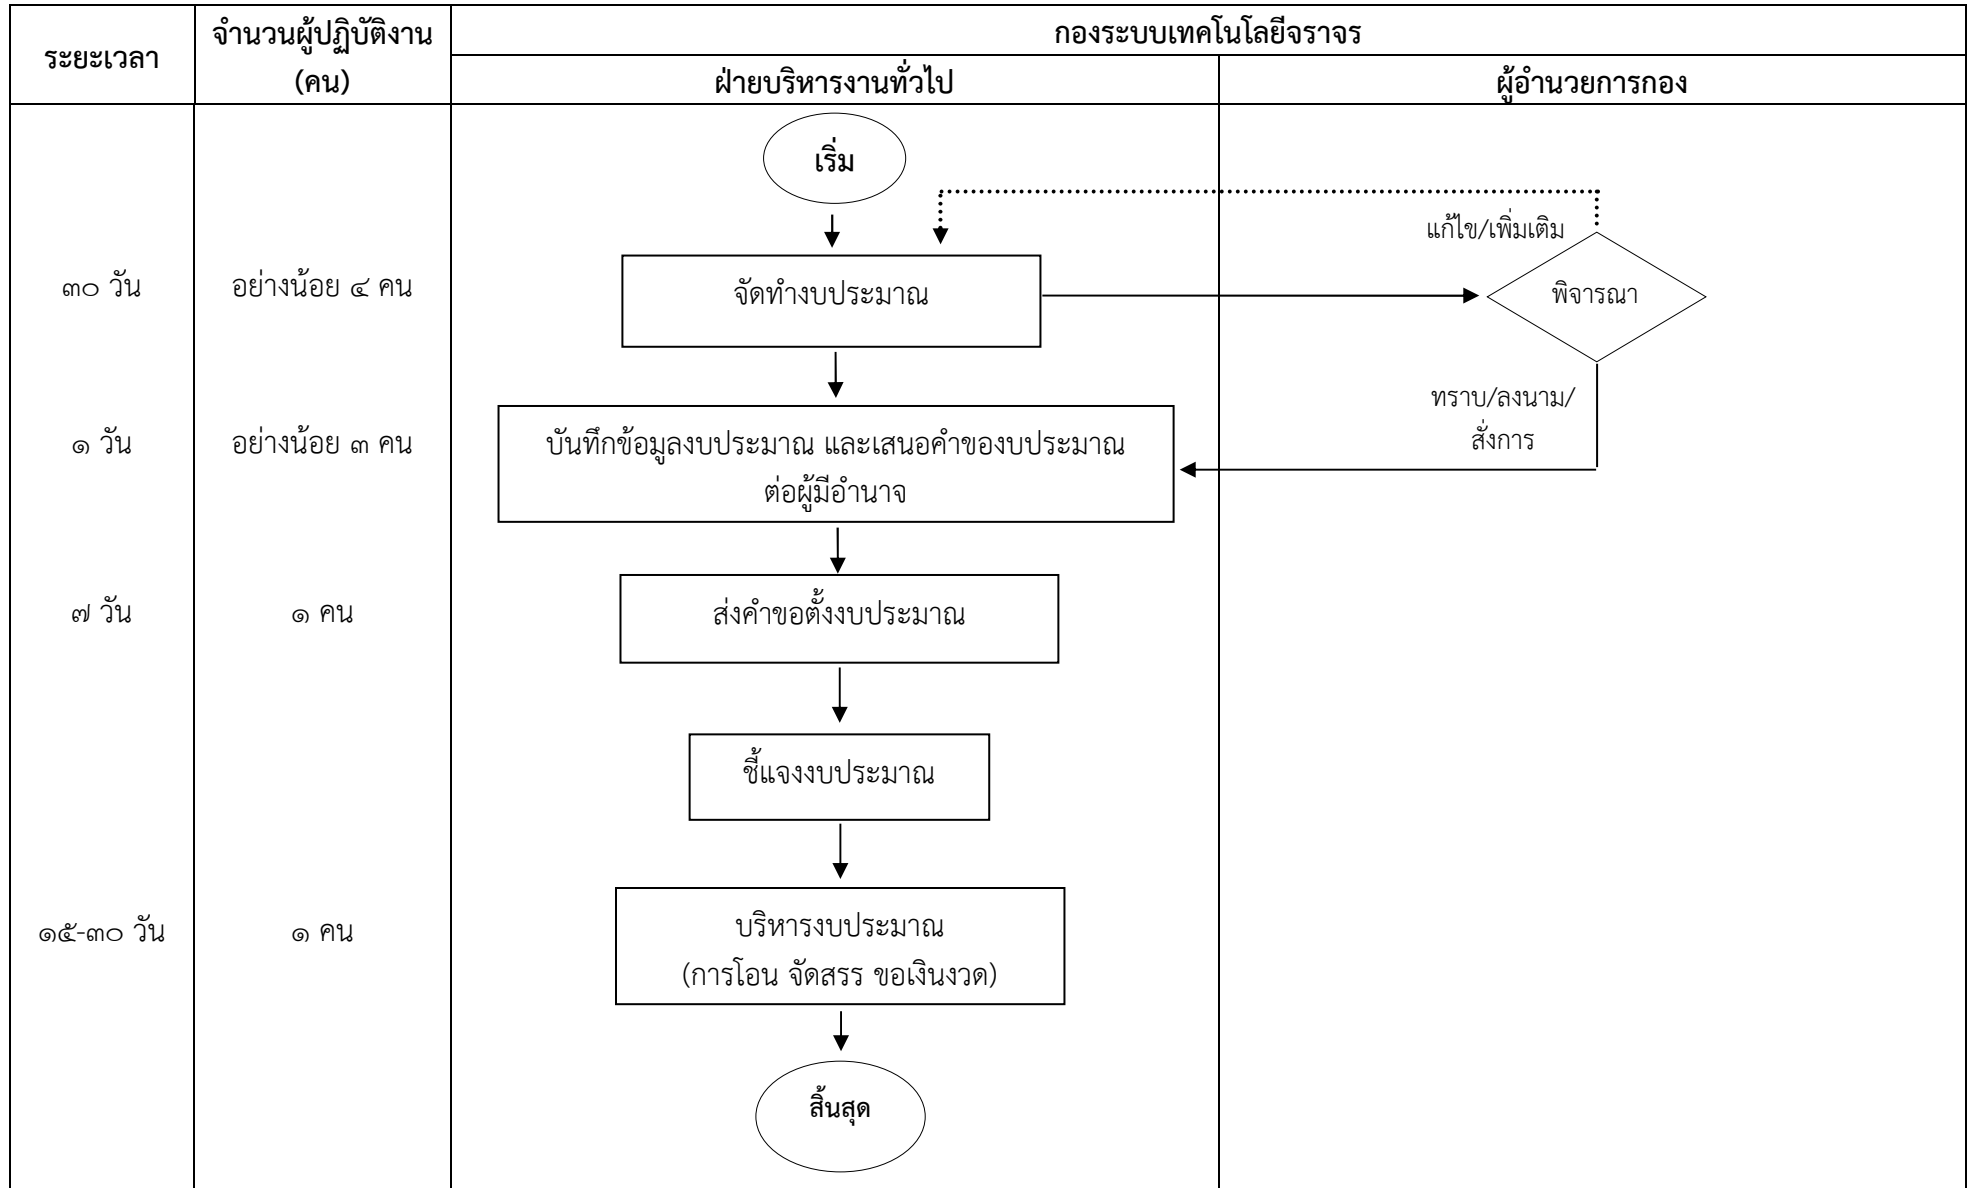 ระยะเวลา
จำนวนผู้ปฏิบัติงาน
(คน)
กองระบบเทคโนโลยีจราจร
ฝ่ายบริหารงานทั่วไป
ผู้อำนวยการกอง
เริ่ม
แก้ไข/เพิ่มเติม
๓๐ วัน
อย่างน้อย ๔ คน
จัดทำงบประมาณ
พิจารณา
ทราบ/ลงนาม/
สั่งการ
๑ วัน
อย่างน้อย ๓ คน
บันทึกข้อมูลงบประมาณ และเสนอคำของบประมาณ
ต่อผู้มีอำนาจ
๗ วัน
๑ คน
ส่งคำขอตั้งงบประมาณ
ชี้แจงงบประมาณ
๑๕-๓๐ วัน
๑ คน
บริหารงบประมาณ
(การโอน จัดสรร ขอเงินงวด)
สิ้นสุด